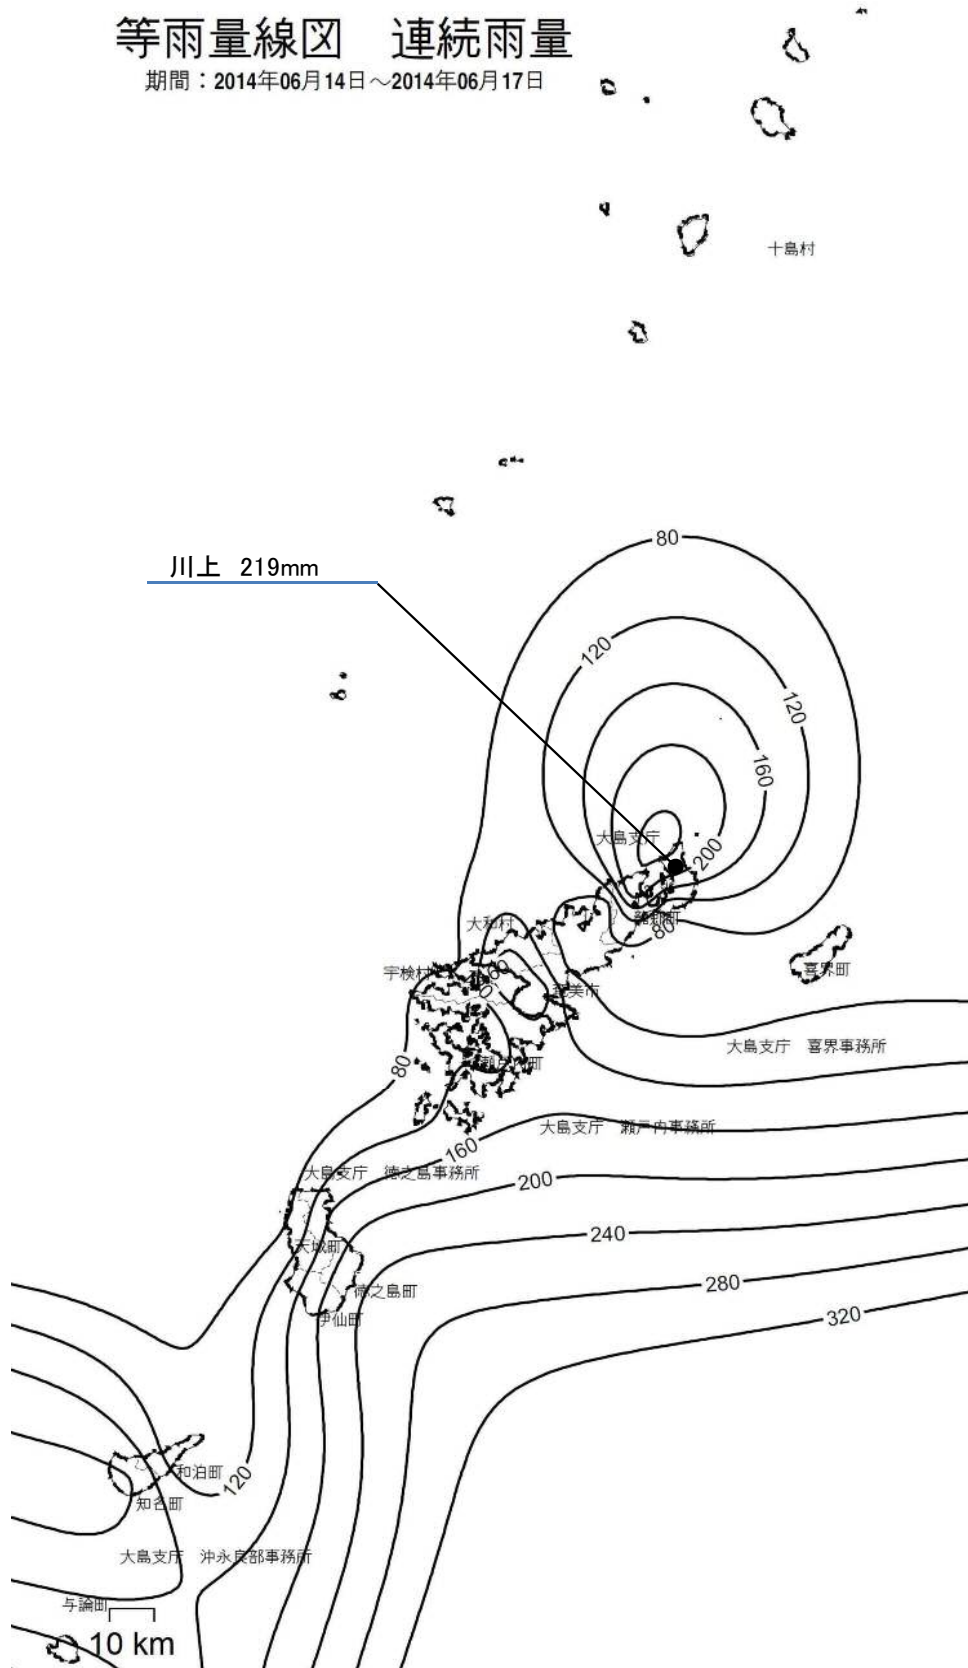 等雨量線図　連続雨量
期間：2014年06月14日～2014年06月17日
十島村
80
川上　219mm
120
120
160
大島支庁
200
龍郷町
80
大和村
宇検村
喜界町
奄美市
大島支庁　喜界事務所
80
瀬戸内町
大島支庁　瀬戸内事務所
160
大島支庁　徳之島事務所
200
240
天城町
280
徳之島町
320
伊仙町
和泊町
120
知名町
大島支庁　沖永良部事務所
与論町
10 km